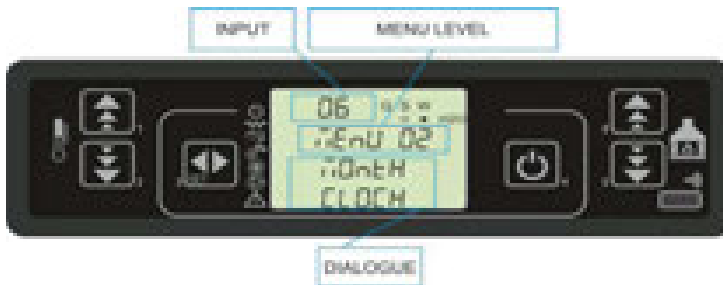 INPUT
MENU LEVEL
06
MEnU 02
MOntH
CLOCK
DIALOGUE